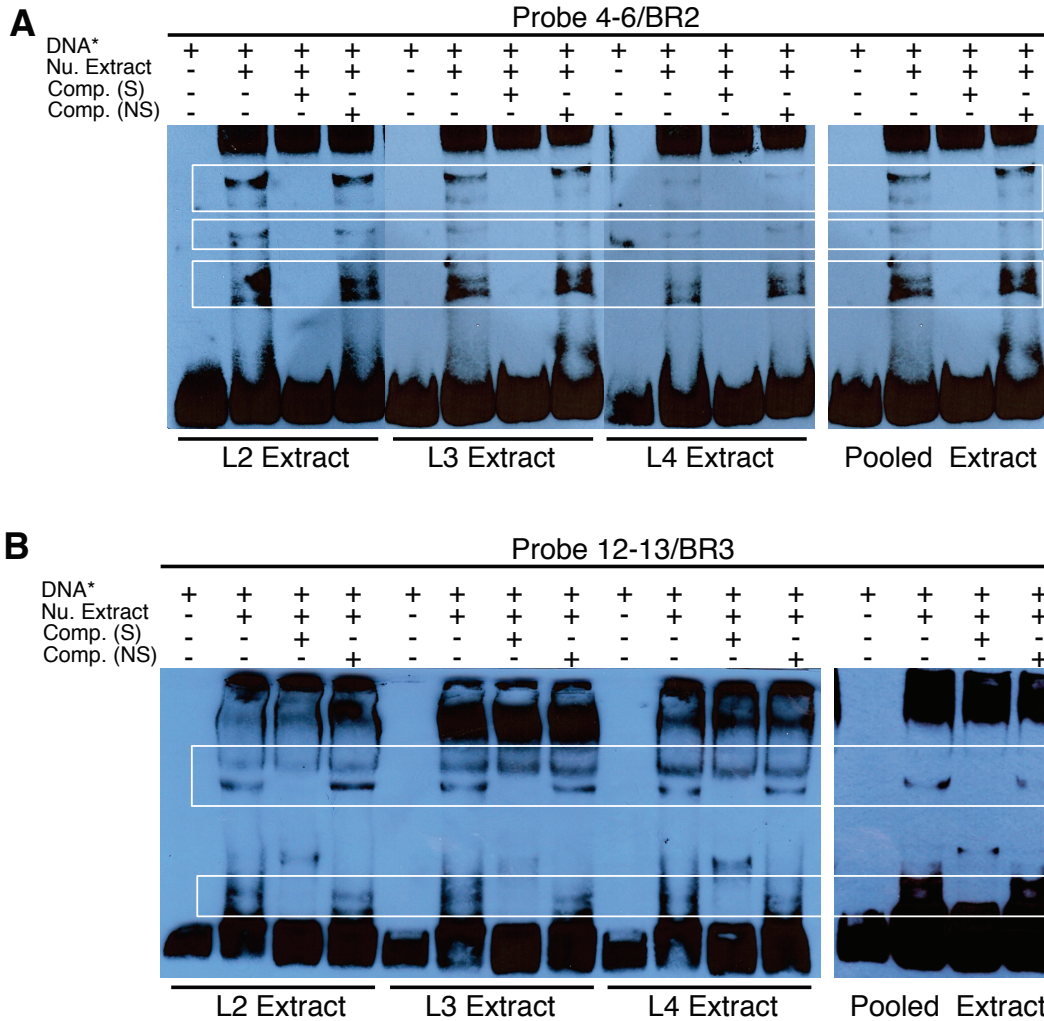 A
Probe 4-6/BR2
DNA* + + + + + + + + + + + + + + + +
Nu. Extract - + + + - + + + - + + + - + + +
Comp. (S) - - + - - - + - - - + - - - + -
Comp. (NS) - - - + - - - + - - - + - - - +
L2 Extract L3 Extract L4 Extract Pooled Extract
B
Probe 12-13/BR3
DNA* + + + + + + + + + + + + + + + +
Nu. Extract - + + + - + + + - + + + - + + +
Comp. (S) - - + - - - + - - - + - - - + -
Comp. (NS) - - - + - - - + - - - + - - - +
L2 Extract L3 Extract L4 Extract Pooled Extract